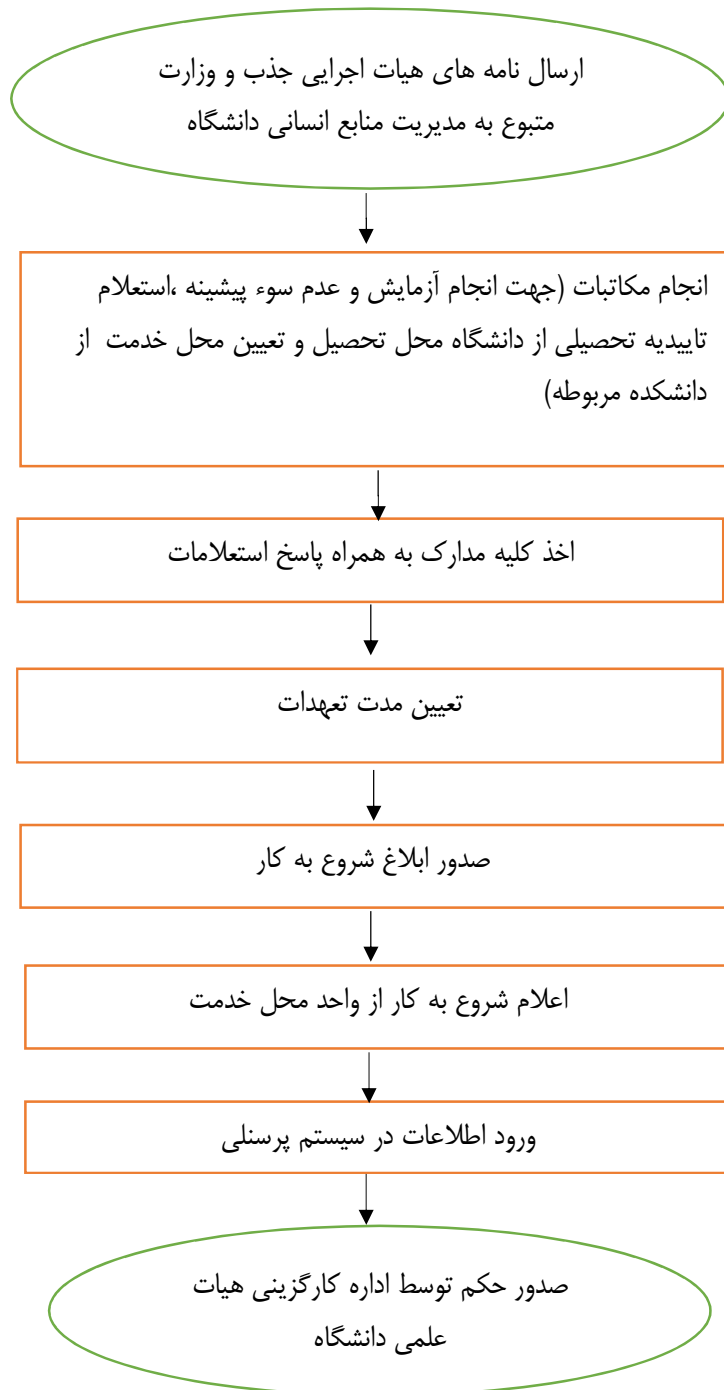 ارسال نامه های هیات اجرایی جذب و وزارت
متبوع به مدیریت منابع انسانی دانشگاه
انجام مکاتبات (جهت انجام آزمایش و عدم سوء پیشینه ،استعلام
تاییدیه تحصیلی از دانشگاه محل تحصیل و تعیین محل خدمت از
دانشکده مربوطه)
اخذ کلیه مدارک به همراه پاسخ استعلامات
تعیین مدت تعهدات
صدور ابلاغ شروع به کار
اعلام شروع به کار از واحد محل خدمت
ورود اطلاعات در سیستم پرسنلی
صدور حکم توسط اداره کارگزینی هیات
علمی دانشگاه